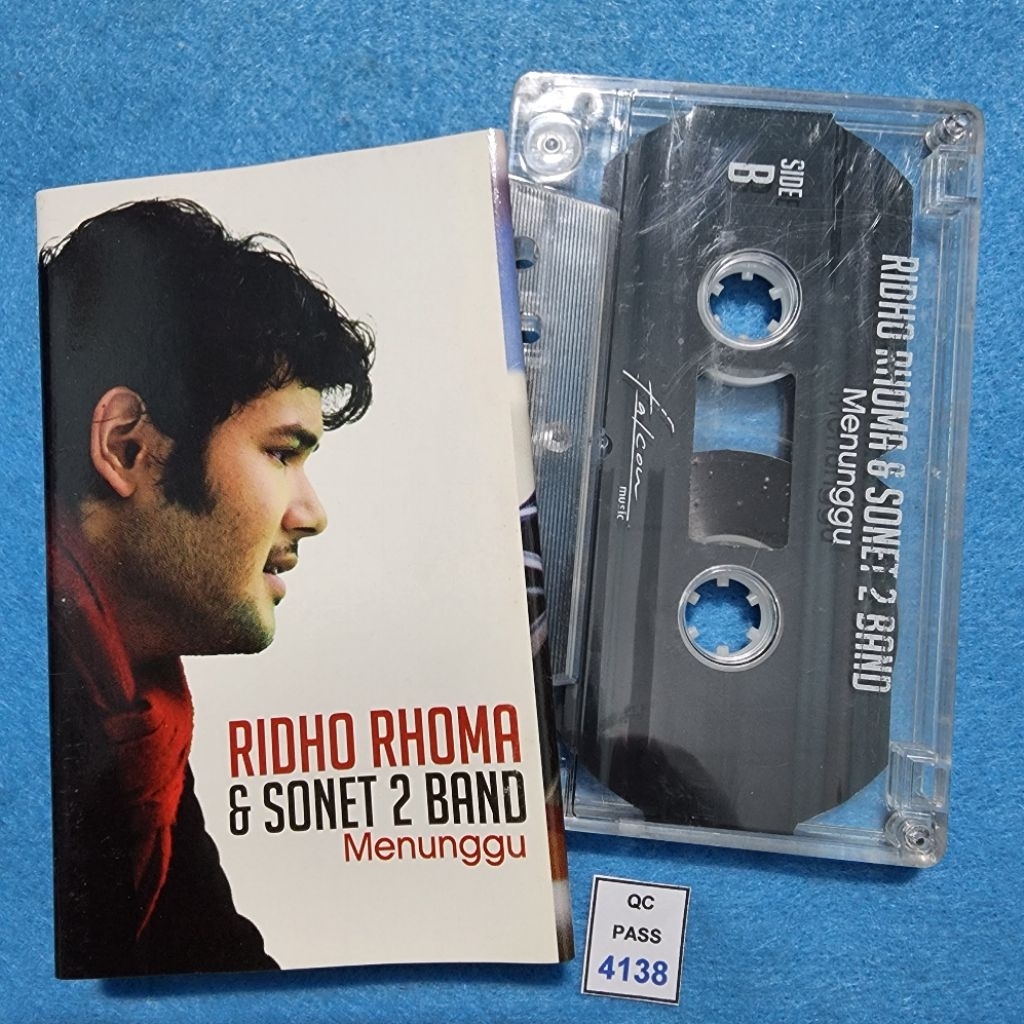 RIDHO RHOMA
& SONET 2 BAND
Menunggu
SIDE
B
RIDHO RHOMA & SONET 2 BAND
Menunggu
falcon
music
QC
PASS
4138